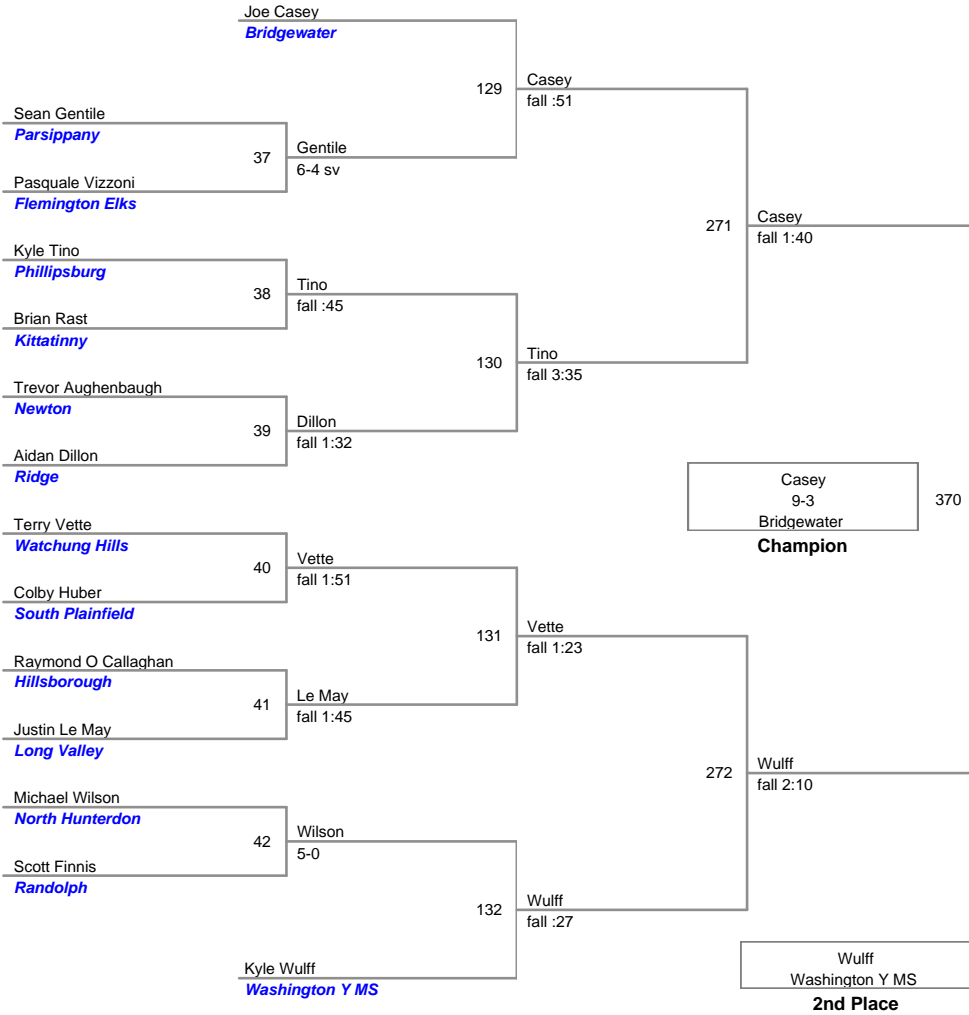 Joe Casey
Bridgewater
129
Casey
fall :51
Sean Gentile
Parsippany
37
Gentile
6-4 sv
Pasquale Vizzoni
Flemington Elks
271
Casey
fall 1:40
Kyle Tino
Phillipsburg
38
Tino
fall :45
Brian Rast
Kittatinny
130
Tino
fall 3:35
Trevor Aughenbaugh
Newton
39
Dillon
fall 1:32
Aidan Dillon
Ridge
Casey
9-3
Bridgewater
370
Champion
Terry Vette
Watchung Hills
40
Vette
fall 1:51
Colby Huber
South Plainfield
131
Vette
fall 1:23
Raymond O Callaghan
Hillsborough
41
Le May
fall 1:45
Justin Le May
Long Valley
272
Wulff
fall 2:10
Michael Wilson
North Hunterdon
42
Wilson
5-0
Scott Finnis
Randolph
132
Wulff
fall :27
Kyle Wulff
Washington Y MS
Wulff
Washington Y MS
2nd Place